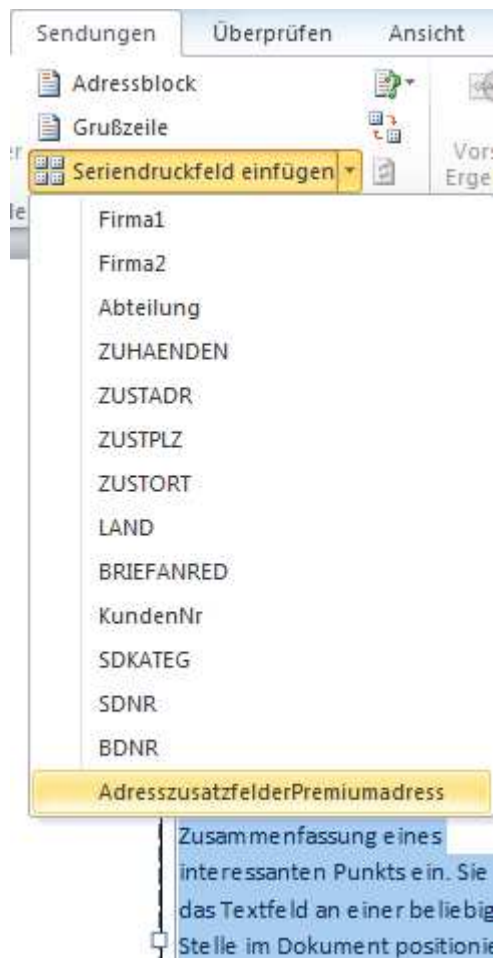 Sendungen Überprüfen Ansicht
Adressblock
Grußzeile
Seriendruckfeld einfügen
Firma1
Firma2
Abteilung
ZUHAENDEN
ZUSTADR
ZUSTPLZ
ZUSTORT
LAND
BRIEFANRED
KundenNr
SDKATEG
SDNR
BDNR
AdresszusatzfelderPremiumadress
Zusammenfassung eines
interessanten Punkts ein. Sie
das Textfeld an einer beliebig
Stelle im Dokument positionie